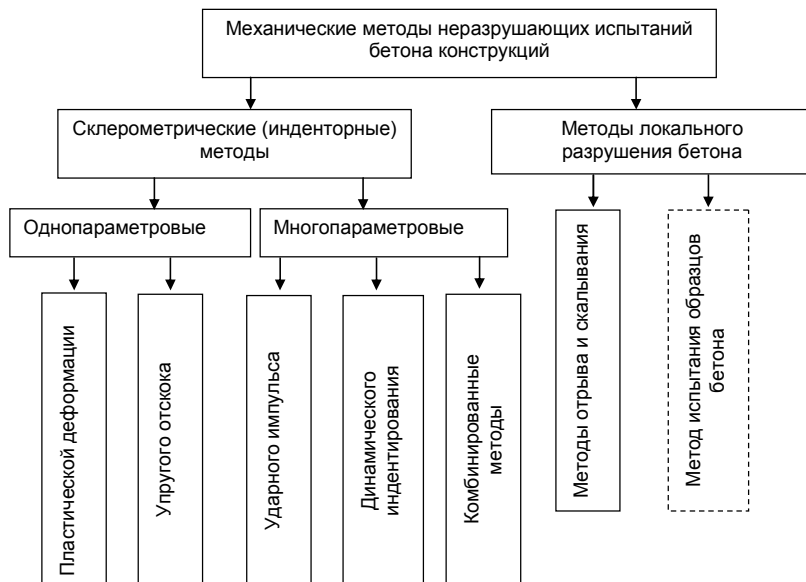 Механические методы неразрушающих испытаний
бетона конструкций
Склерометрические (инденторные)
методы
Методы локального
разрушения бетона
Однопараметровые
Многопараметровые
Пластической деформации
Упругого отскока
Ударного импульса
Динамического
индентирования
Комбинированные
методы
Методы отрыва и скалывания
Метод испытания образцов
бетона